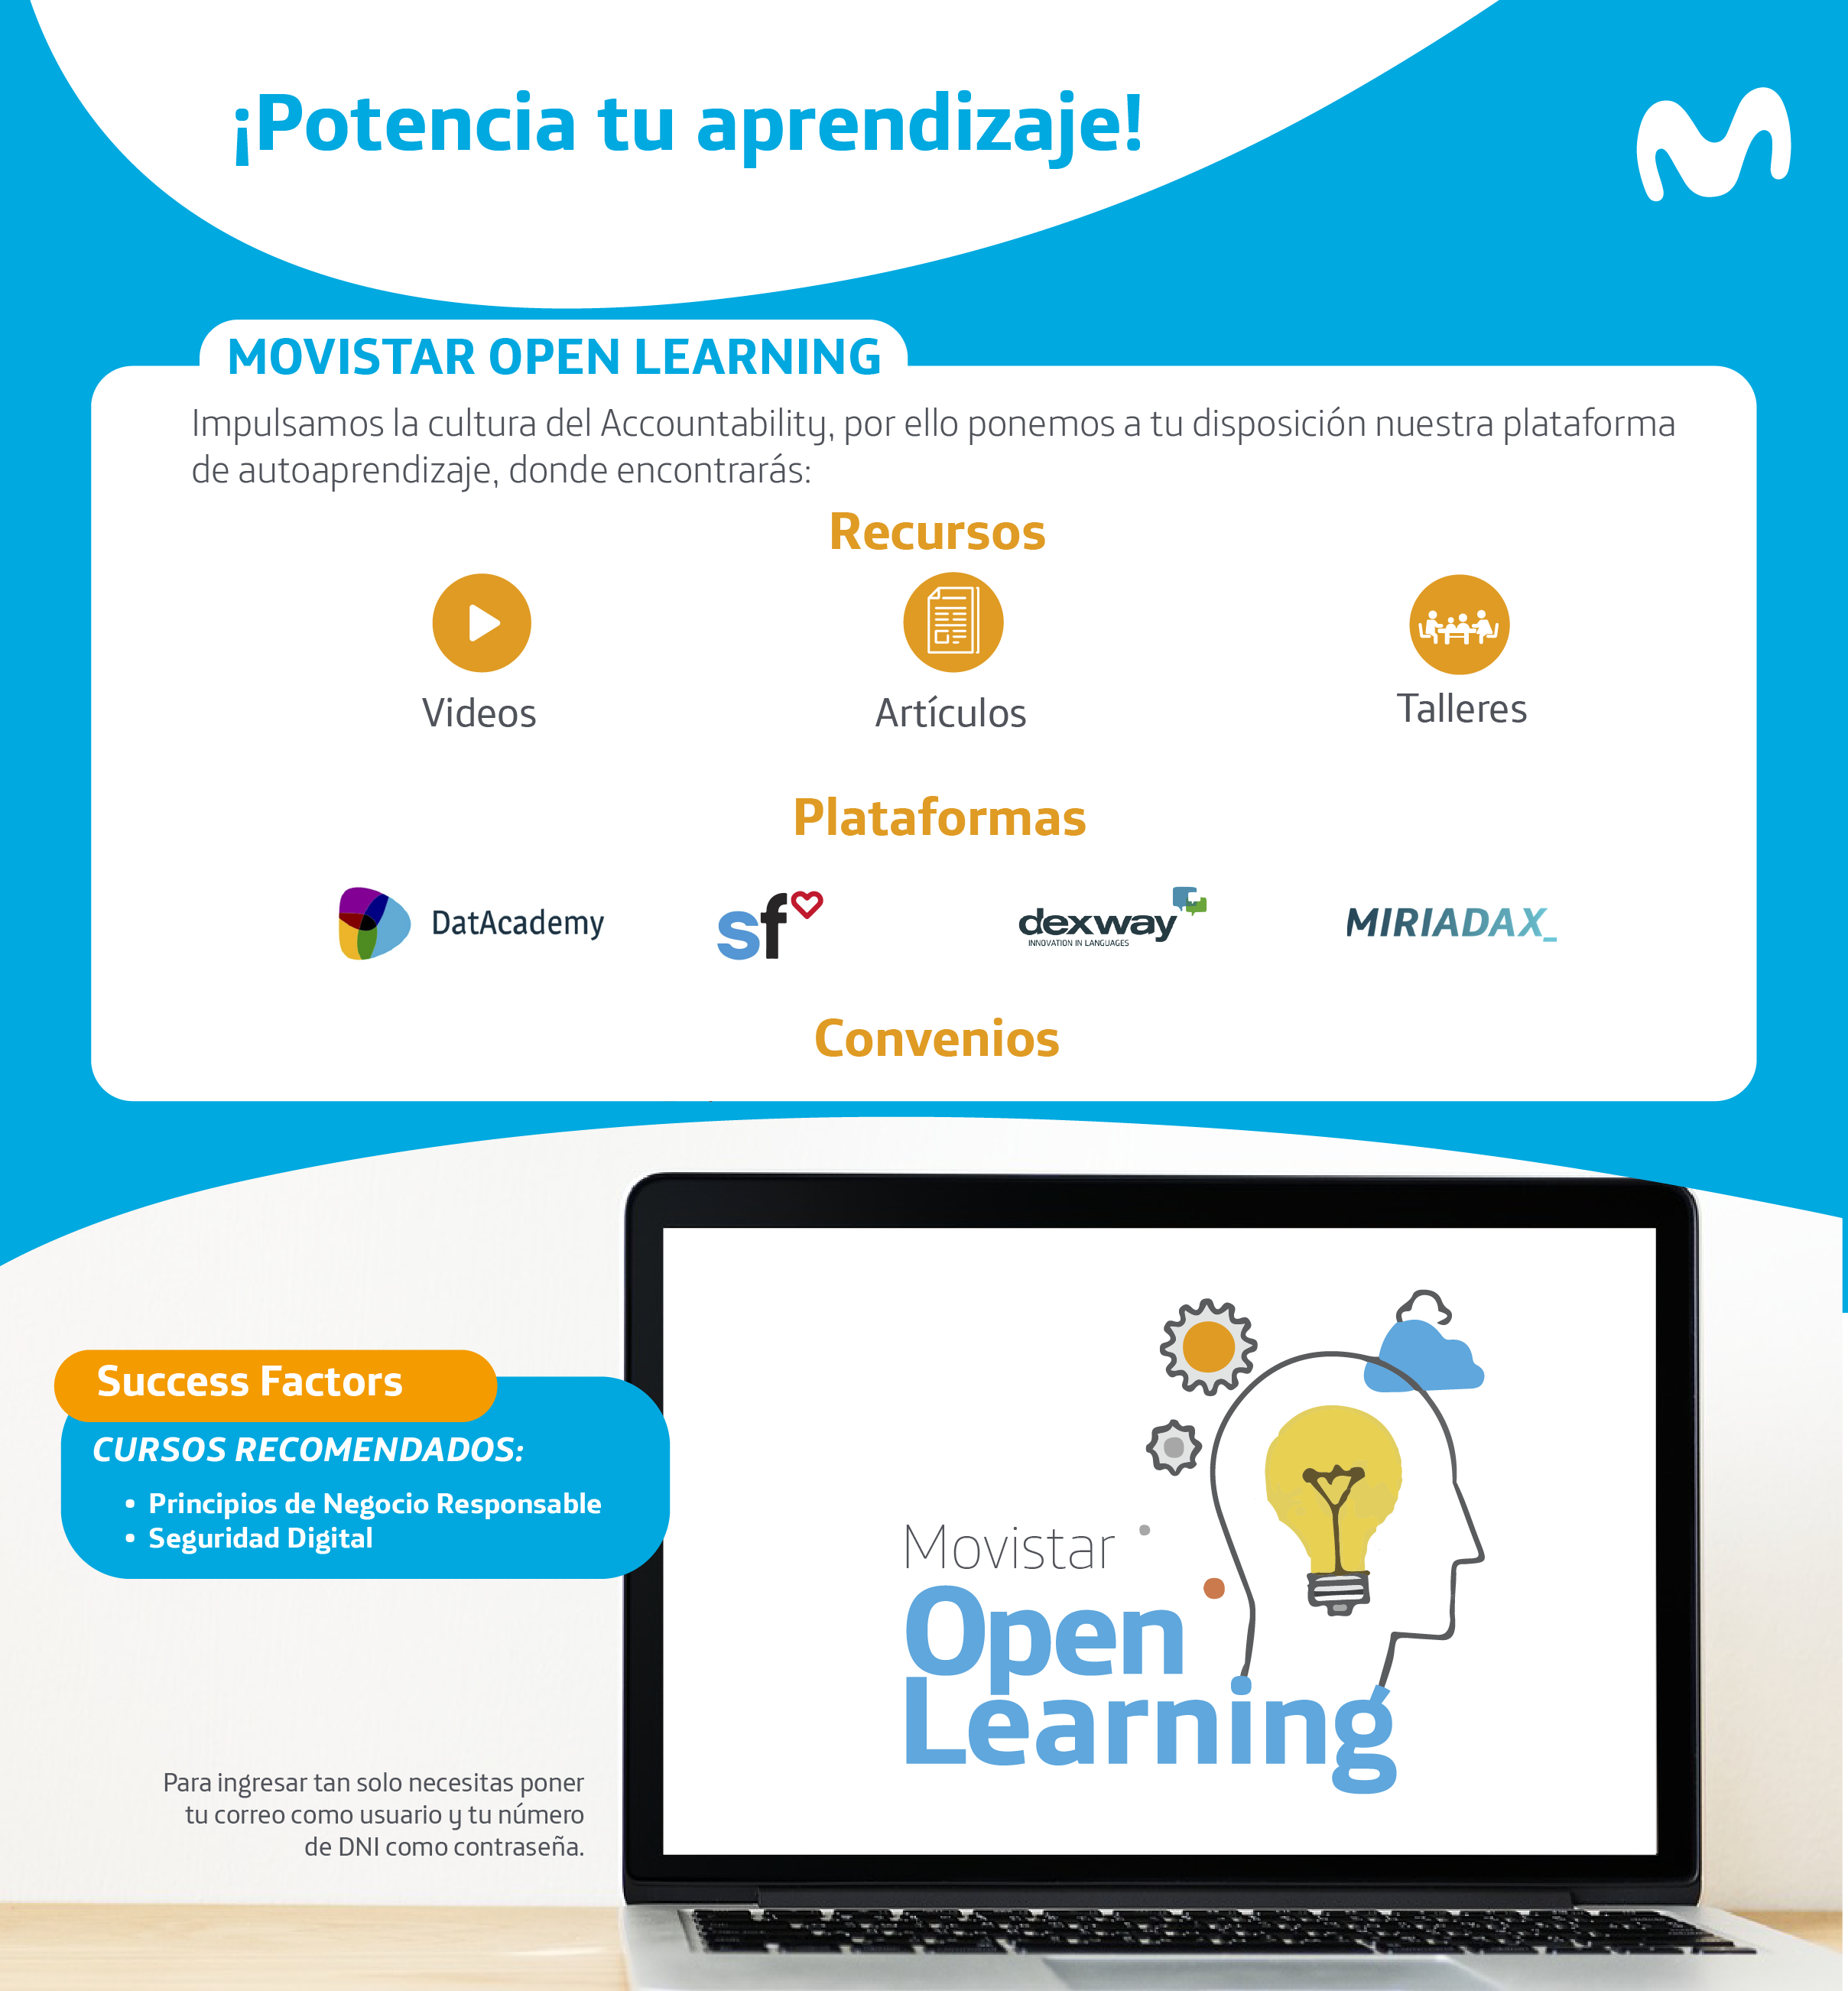 ¡Potencia tu aprendizaje!
MOVISTAR OPEN LEARNING
Impulsamos la cultura del Accountability, por ello ponemos a tu disposición nuestra plataforma
de autoaprendizaje, donde encontrarás:
Recursos
Videos
Artículos
Talleres
Plataformas
DatAcademy
sf
dexway
INNOVATION IN LANGUAGES
MIRIADAX_
Convenios
Success Factors
CURSOS RECOMENDADOS:
• Principios de Negocio Responsable
• Seguridad Digital
Movistar
Open
Learning
Para ingresar tan solo necesitas poner
tu correo como usuario y tu número
de DNI como contraseña.